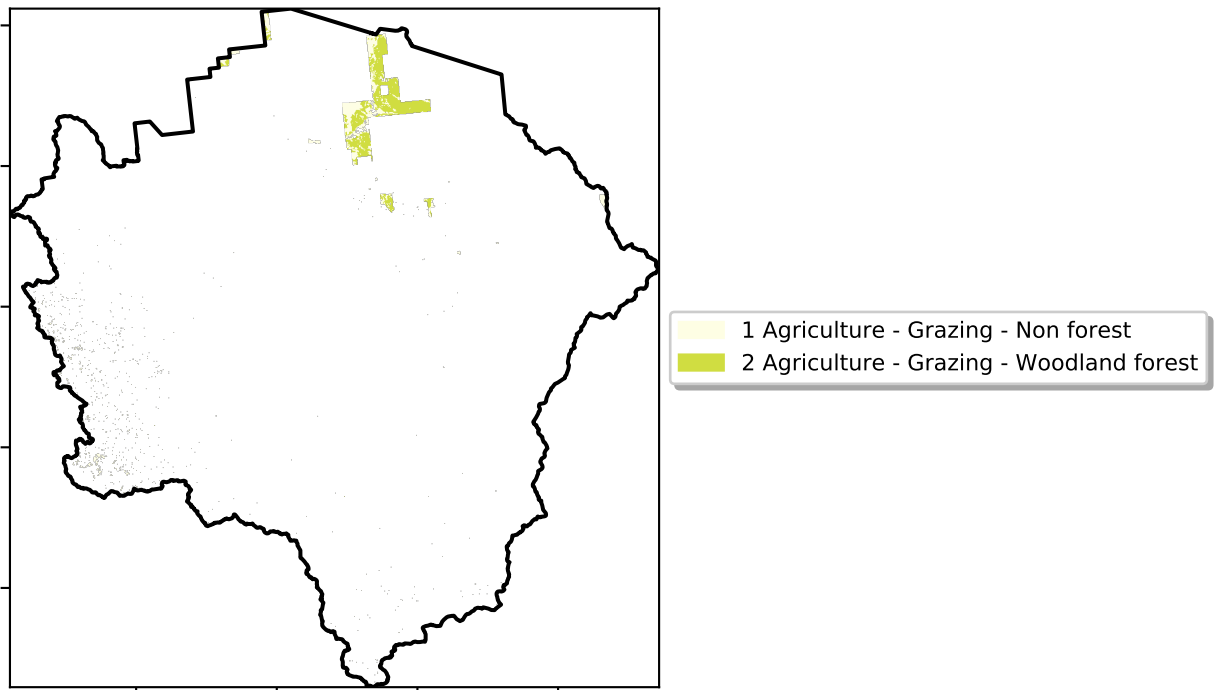 1 Agriculture - Grazing - Non forest
2 Agriculture - Grazing - Woodland forest